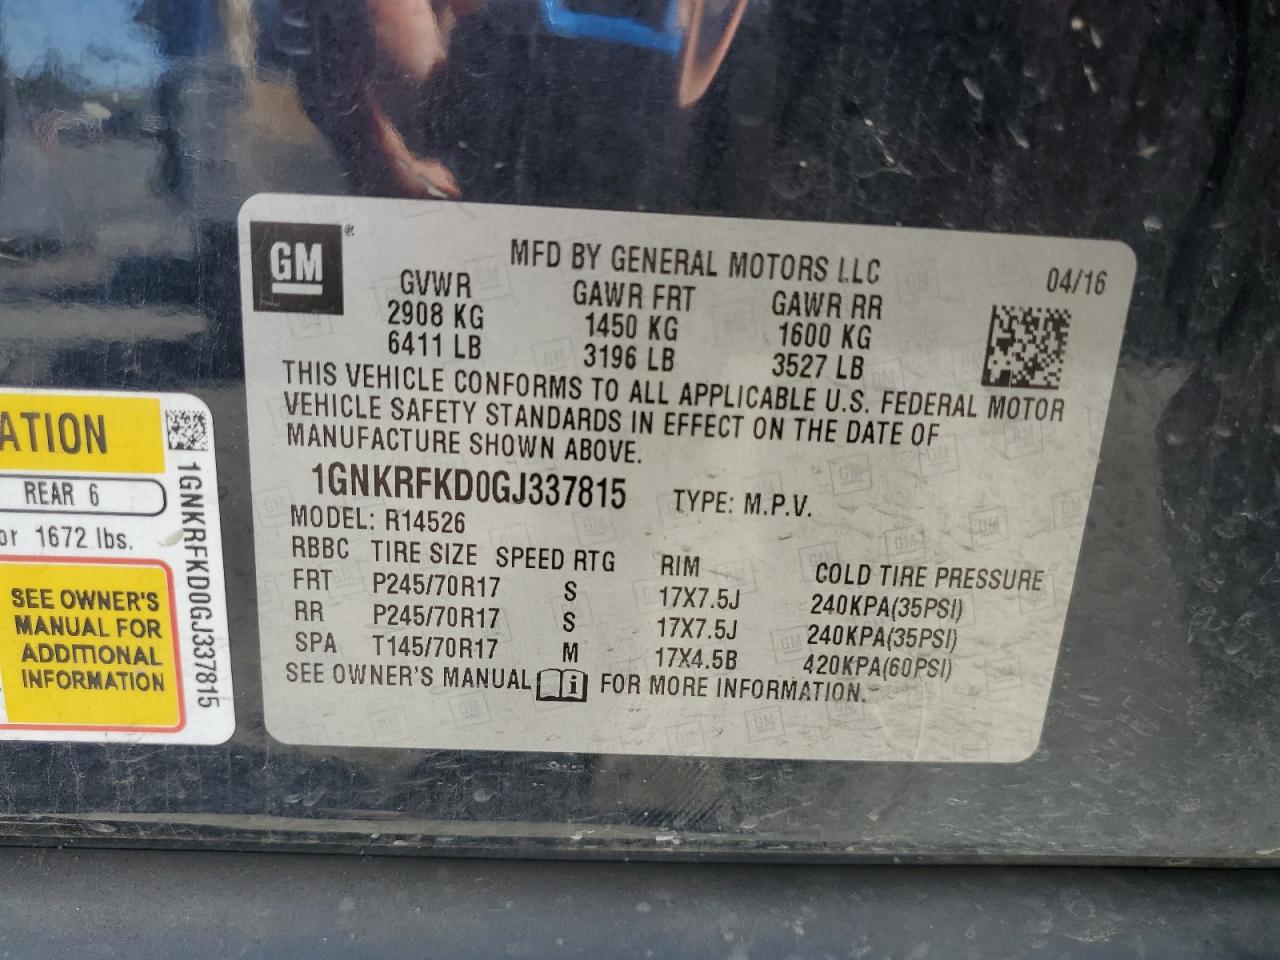 GM
MFD BY GENERAL MOTORS LLC
04/16
GVWR GAWR FRT GAWR RR
2908 KG 1450 KG 1600 KG
6411 LB 3196 LB 3527 LB
THIS VEHICLE CONFORMS TO ALL APPLICABLE U.S. FEDERAL MOTOR
VEHICLE SAFETY STANDARDS IN EFFECT ON THE DATE OF
MANUFACTURE SHOWN ABOVE.
1GNKRFKD0GJ337815 TYPE: M.P.V.
MODEL: R14526
RBBC TIRE SIZE SPEED RTG RIM COLD TIRE PRESSURE
FRT P245/70R17 S 17X7.5J 240KPA(35PSI)
RR P245/70R17 S 17X7.5J 240KPA(35PSI)
SPA T145/70R17 M 17X4.5B 420KPA(60PSI)
SEE OWNER'S MANUAL FOR MORE INFORMATION.
ATION
REAR 6
or 1672 lbs.
SEE OWNER'S
MANUAL FOR
ADDITIONAL
INFORMATION
1GNKRFKD0GJ337815